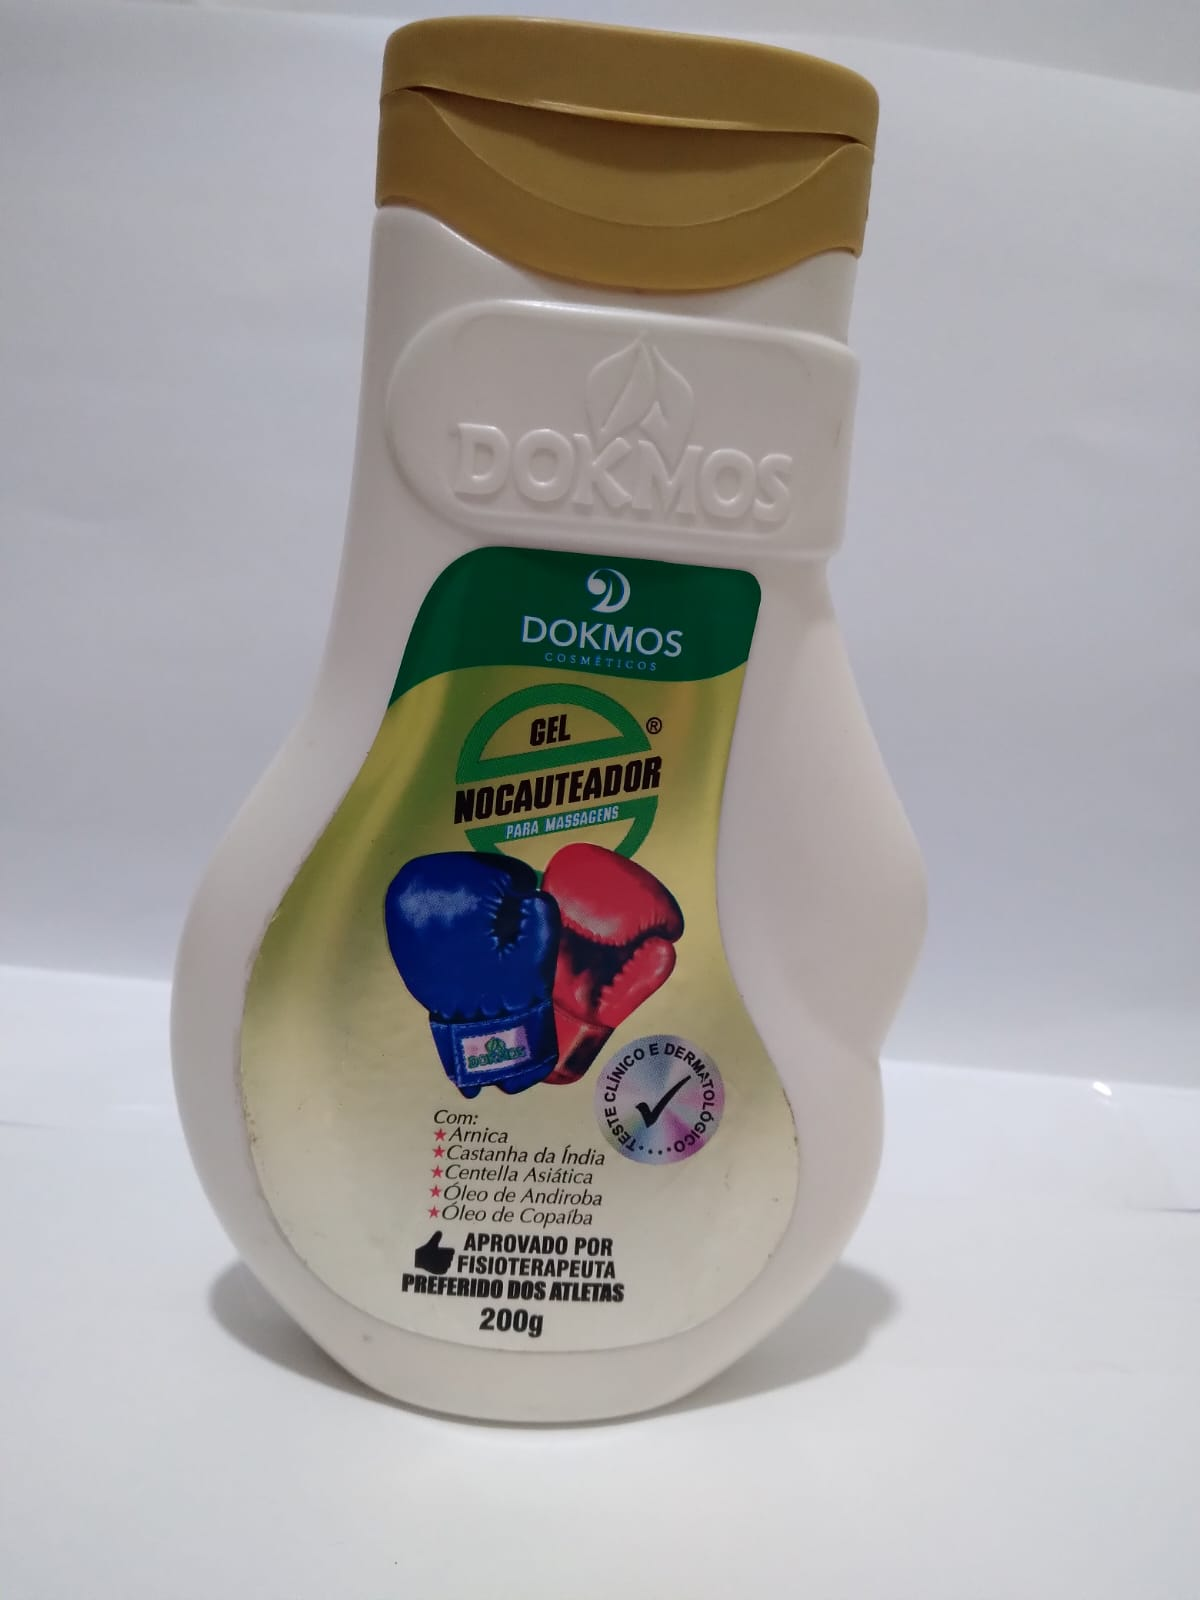 DOKMOS
DOKMOS
COSMÉTICOS
GEL
®
NOCAUTEADOR
PARA MASSAGENS
DOKMOS
TESTE CLÍNICO E DERMATOLÓGICO
Com:
★Arnica
★Castanha da Índia
★Centella Asiática
★Óleo de Andiroba
★Óleo de Copaíba
APROVADO POR
FISIOTERAPEUTA
PREFERIDO DOS ATLETAS
200g